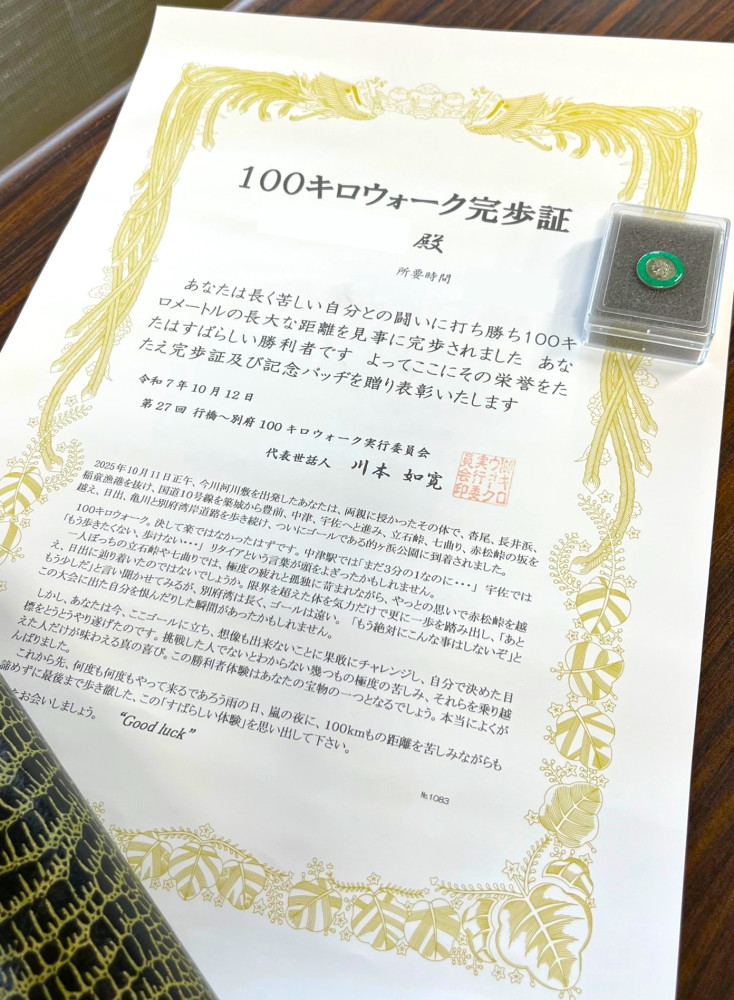 100キロウォーク完歩証
殿
所要時間
あなたは長く苦しい自分との闘いに打ち勝ち100キ
ロメートルの長大な距離を見事に完歩されました　あな
たはすばらしい勝利者です　よってここにその栄誉をた
たえ完歩証及び記念バッヂを贈り表彰いたします
令和7年10月12日
第27回 行橋～別府100キロウォーク実行委員会
代表世話人　川本 如寛
100キロ
ウォーク
実行委
員会印
2025年10月11日正午、今川河川敷を出発したあなたは、両親に授かったその体で、杳尾、長井浜、
稲童漁港を抜け、国道10号線を築城から豊前、中津、宇佐へと進み、立石峠、七曲り、赤松峠の坂を
越え、日出、亀川と別府湾岸道路を歩き続け、ついにゴールである的ヶ浜公園に到着されました。
100キロウォーク。決して楽ではなかったはずです。中津駅では「まだ3分の1なのに・・・」 宇佐では
「もう歩きたくない、歩けない・・・」 リタイアという言葉が頭をよぎったかもしれません。
一人ぼっちの立石峠や七曲りでは、極度の疲れと孤独に苛まれながら、やっとの思いで赤松峠を越
え、日出に辿り着いたのではないでしょうか。限界を超えた体を気力だけで更に一歩を踏み出し、「あと
もう少しだ」と言い聞かせてみるが、別府湾は長く、ゴールは遠い。 「もう絶対にこんな事はしないぞ」と
この大会に出た自分を恨んだりした瞬間があったかもしれません。
しかし、あなたは今、ここゴールに立ち、想像も出来ないことに果敢にチャレンジし、自分で決めた目
標をとうとうやり遂げたのです。挑戦した人でないとわからない幾つもの極度の苦しみ、それらを乗り越
えた人だけが味わえる真の喜び。この勝利者体験はあなたの宝物の一つとなるでしょう。本当によくが
んばりました。
これから先、何度も何度もやって来るであろう雨の日、嵐の夜に、100kmもの距離を苦しみながらも
諦めずに最後まで歩き徹した、この「すばらしい体験」を思い出して下さい。
お会いしましょう。　“Good luck”
№1083